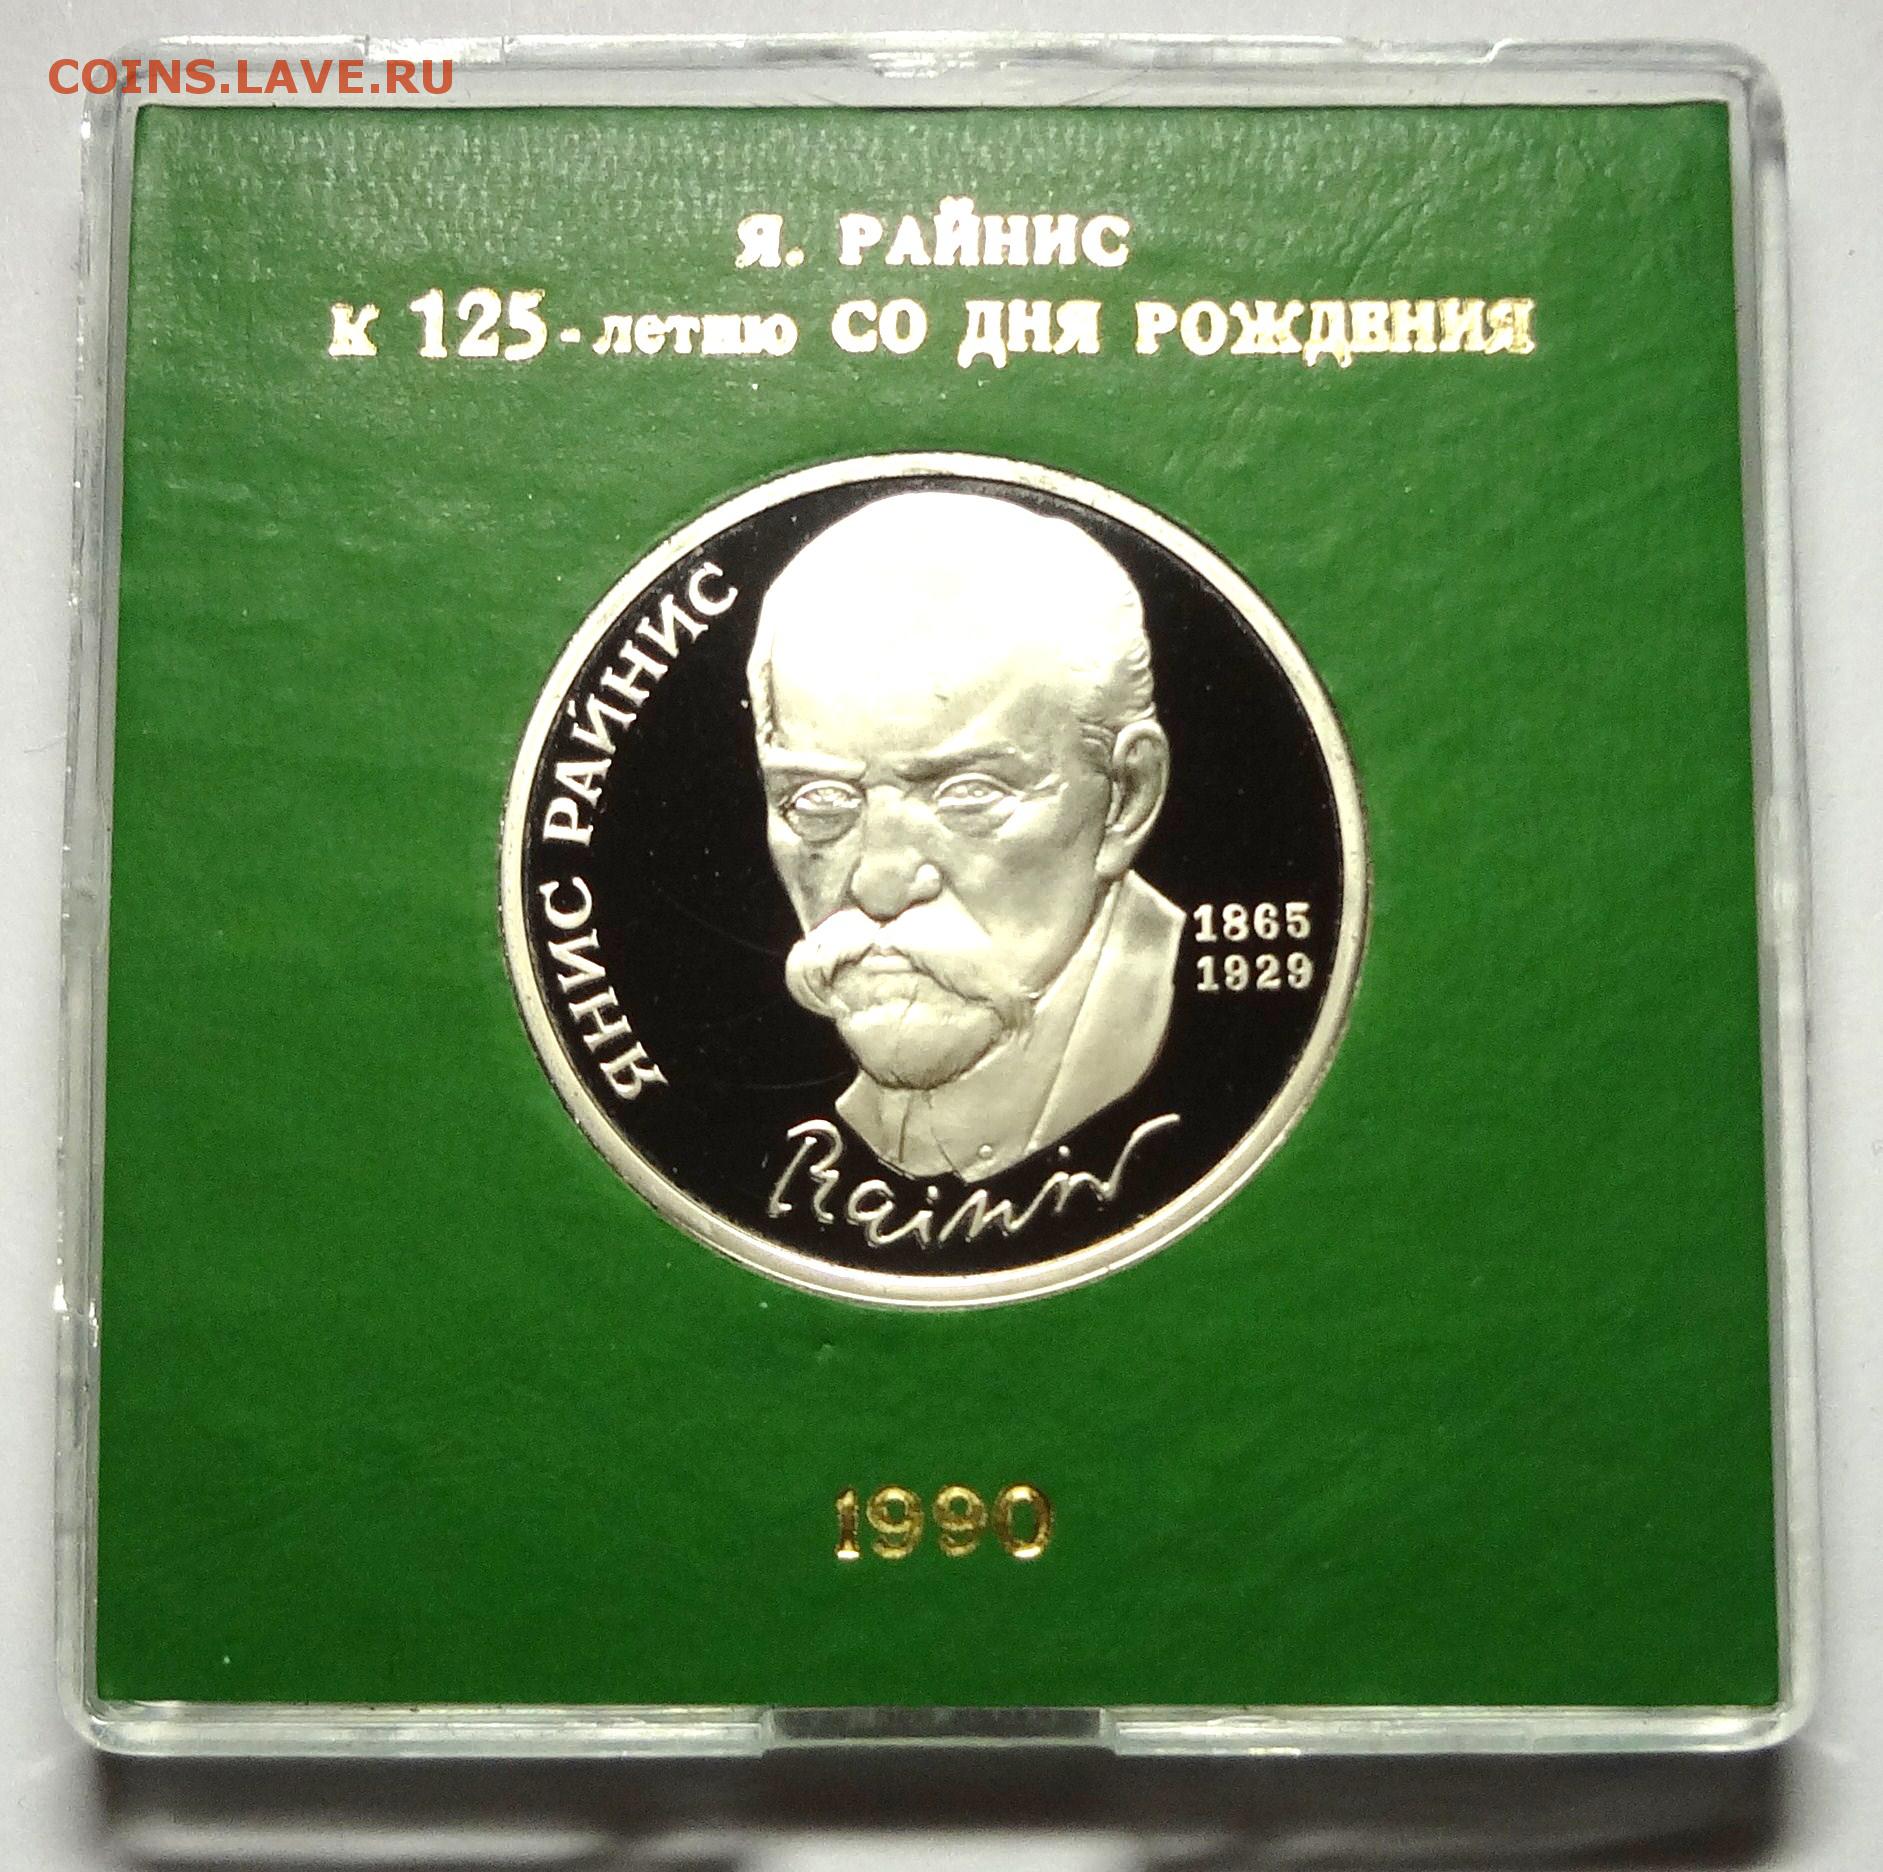 COINS.LAVE.RU
Я. РАЙНИС
К 125-летию СО ДНЯ РОЖДЕНИЯ
ЯНИС РАЙНИС
1865
1929
Rainis
1990